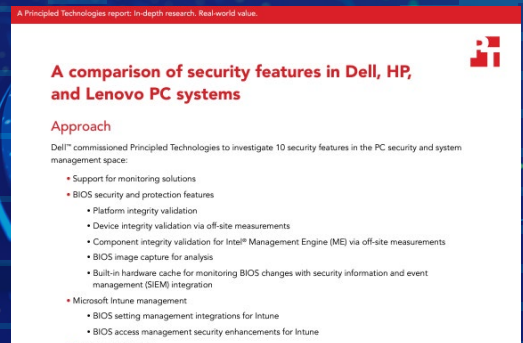 A Principled Technologies report: In-depth research. Real-world value.
PT
A comparison of security features in Dell, HP,
and Lenovo PC systems
Approach
Dell™ commissioned Principled Technologies to investigate 10 security features in the PC security and system
management space:
• Support for monitoring solutions
• BIOS security and protection features
• Platform integrity validation
• Device integrity validation via off-site measurements
• Component integrity validation for Intel® Management Engine (ME) via off-site measurements
• BIOS image capture for analysis
• Built-in hardware cache for monitoring BIOS changes with security information and event
management (SIEM) integration
• Microsoft Intune management
• BIOS setting management integrations for Intune
• BIOS access management security enhancements for Intune